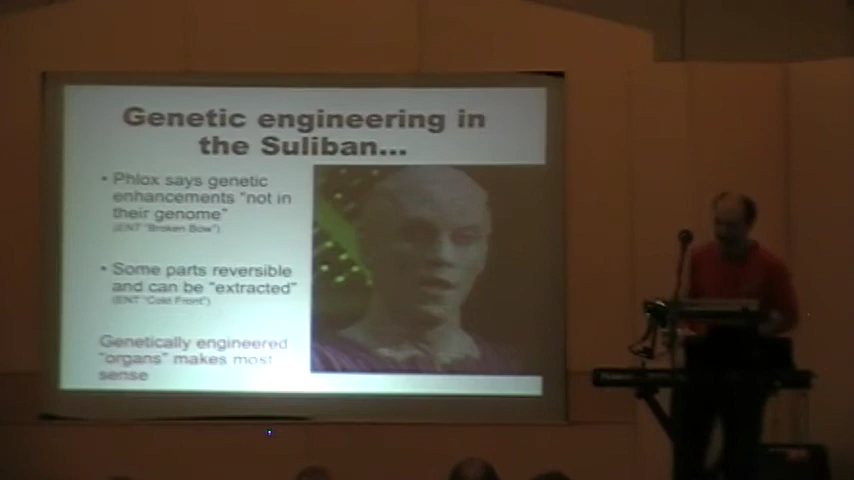 Genetic engineering in
the Suliban...
• Phlox says genetic
enhancements "not in
their genome"
(ENT "Broken Bow")
• Some parts reversible
and can be "extracted"
(ENT "Cold Front")
Genetically engineered
"organs" makes most
sense